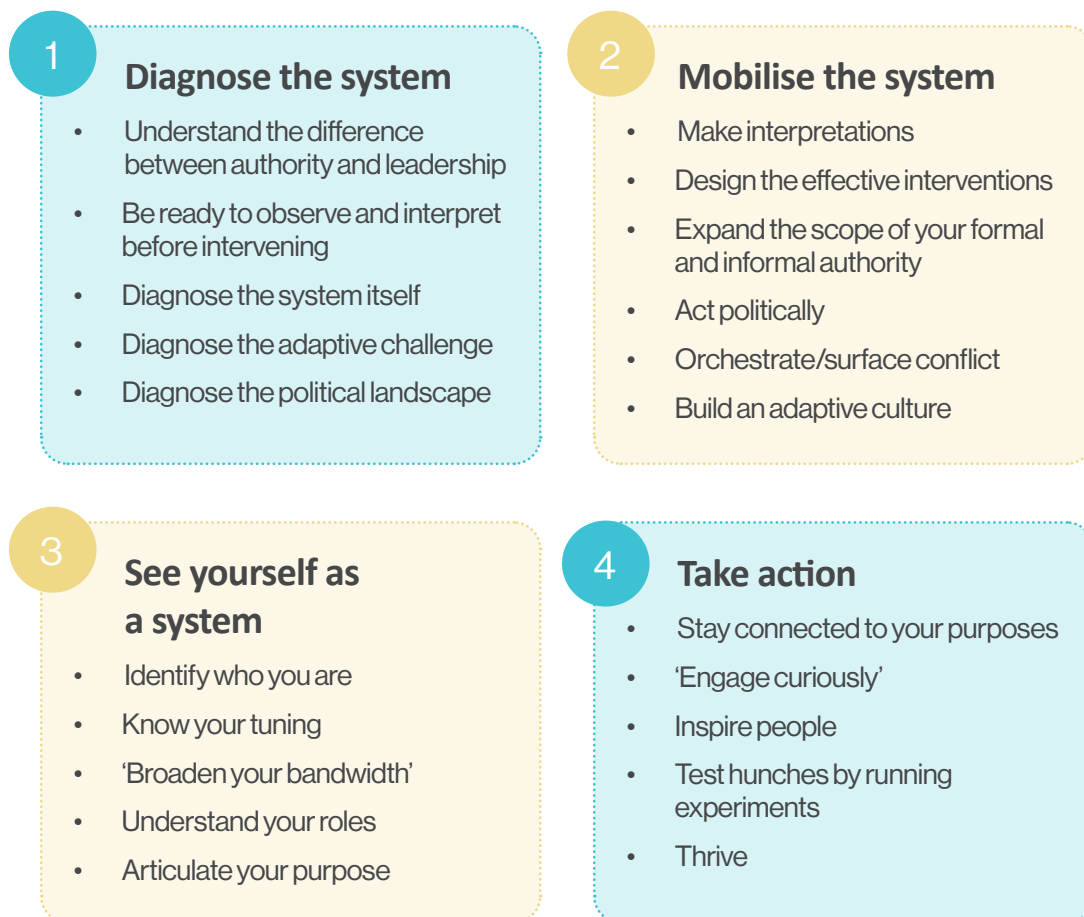 1
Diagnose the system
• Understand the difference
between authority and leadership
• Be ready to observe and interpret
before intervening
• Diagnose the system itself
• Diagnose the adaptive challenge
• Diagnose the political landscape
2
Mobilise the system
• Make interpretations
• Design the effective interventions
• Expand the scope of your formal
and informal authority
• Act politically
• Orchestrate/surface conflict
• Build an adaptive culture
3
See yourself as
a system
• Identify who you are
• Know your tuning
• ‘Broaden your bandwidth’
• Understand your roles
• Articulate your purpose
4
Take action
• Stay connected to your purposes
• ‘Engage curiously’
• Inspire people
• Test hunches by running
experiments
• Thrive